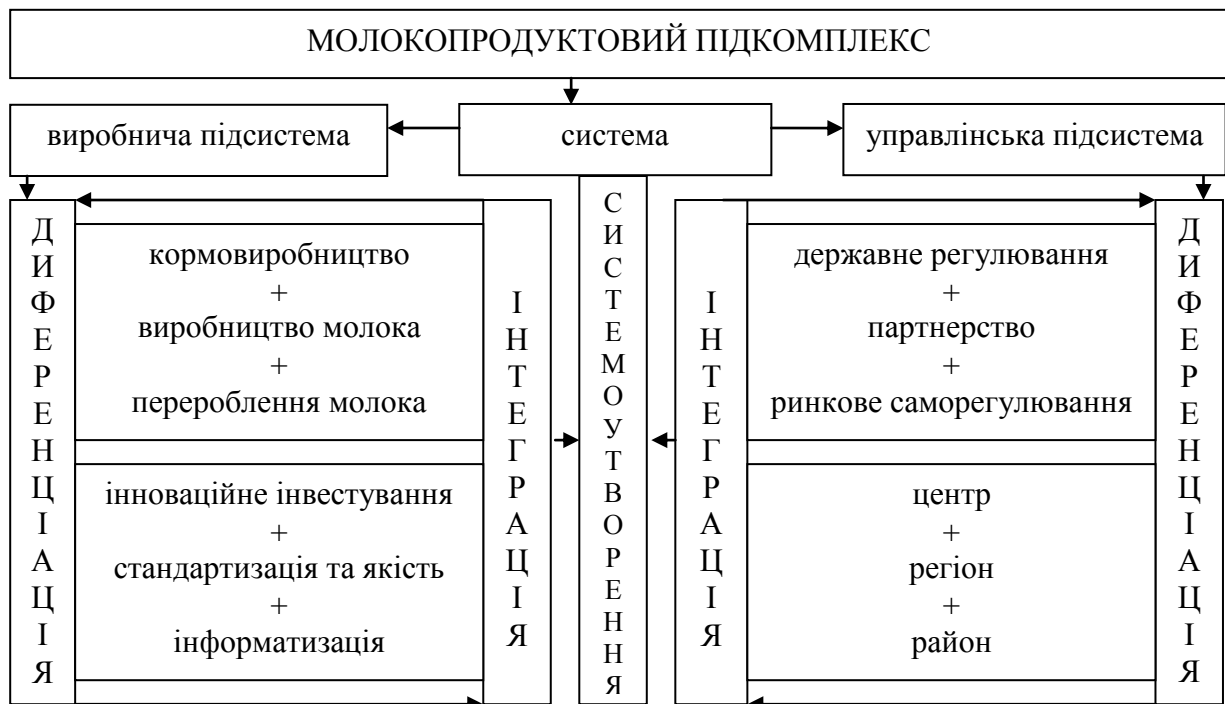 МОЛОКОПРОДУКТОВИЙ ПІДКОМПЛЕКС
виробнича підсистема
система
управлінська підсистема
ДИФЕРЕНЦІАЦІЯ
кормовиробництво
+
виробництво молока
+
перероблення молока
інноваційне інвестування
+
стандартизація та якість
+
інформатизація
ІНТЕГРАЦІЯ
СИСТЕМОУТВОРЕННЯ
ІНТЕГРАЦІЯ
державне регулювання
+
партнерство
+
ринкове саморегулювання
центр
+
регіон
+
район
ДИФЕРЕНЦІАЦІЯ